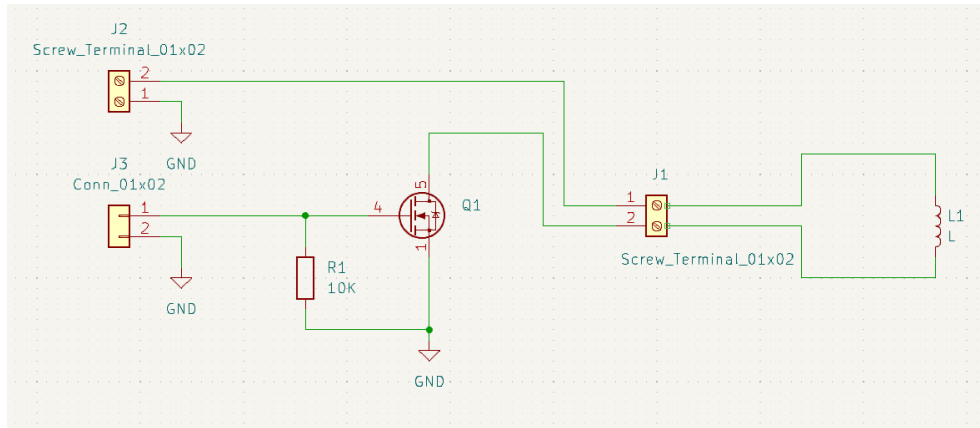 J2
Screw_Terminal_01x02
2
1
GND
J3
Conn_01x02
1
2
GND
5
4
1
Q1
R1
10K
GND
J1
1
2
Screw_Terminal_01x02
L1
L